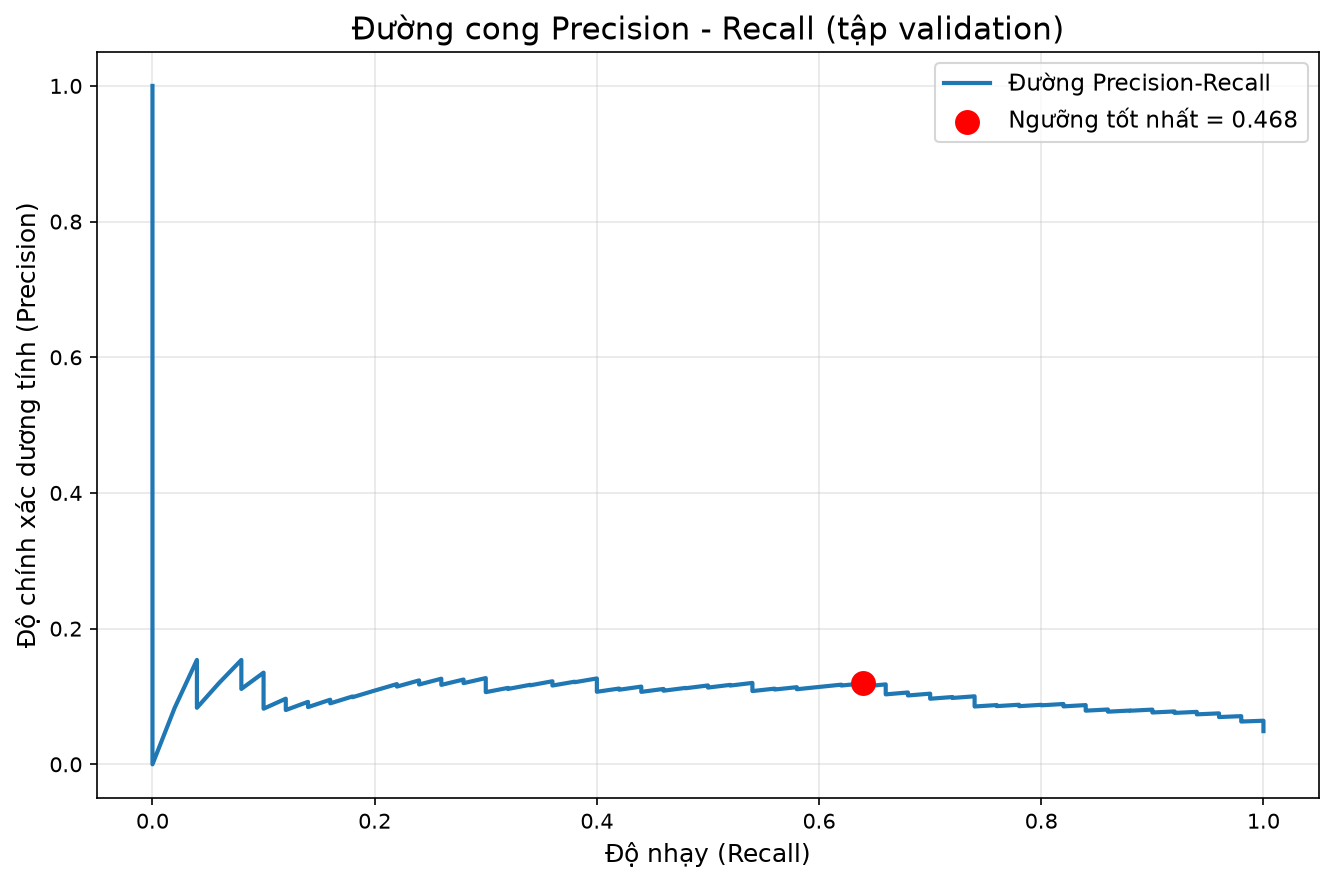 Đường cong Precision - Recall (tập validation)
Đường Precision-Recall
Ngưỡng tốt nhất = 0.468
Độ chính xác dương tính (Precision)
1.0
0.8
0.6
0.4
0.2
0.0
0.0 0.2 0.4 0.6 0.8 1.0
Độ nhạy (Recall)